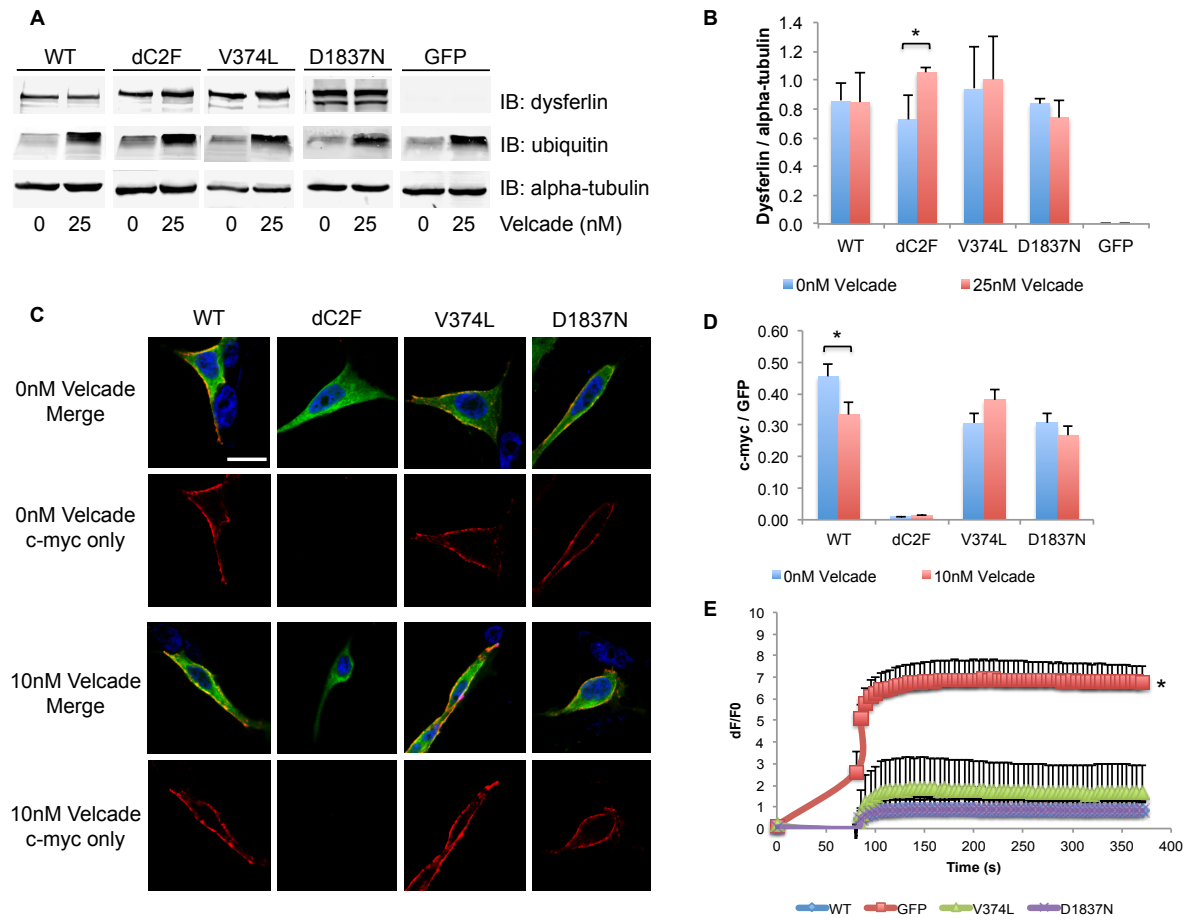 A
WT dC2F V374L D1837N GFP
IB: dysferlin
IB: ubiquitin
IB: alpha-tubulin
0 25 0 25 0 25 0 25 0 25 Velcade (nM)
B
Dysferlin / alpha-tubulin
1.4
1.2
1.0
0.8
0.6
0.4
0.2
0.0
*
WT dC2F V374L D1837N GFP
0nM Velcade 25nM Velcade
C
WT dC2F V374L D1837N
0nM Velcade
Merge
0nM Velcade
c-myc only
10nM Velcade
Merge
10nM Velcade
c-myc only
D
c-myc / GFP
0.60
0.50
0.40
0.30
0.20
0.10
0.00
*
WT dC2F V374L D1837N
0nM Velcade 10nM Velcade
E
dF/F0
10
9
8
7
6
5
4
3
2
1
0
*
0 50 100 150 200 250 300 350 400
Time (s)
WT GFP V374L D1837N